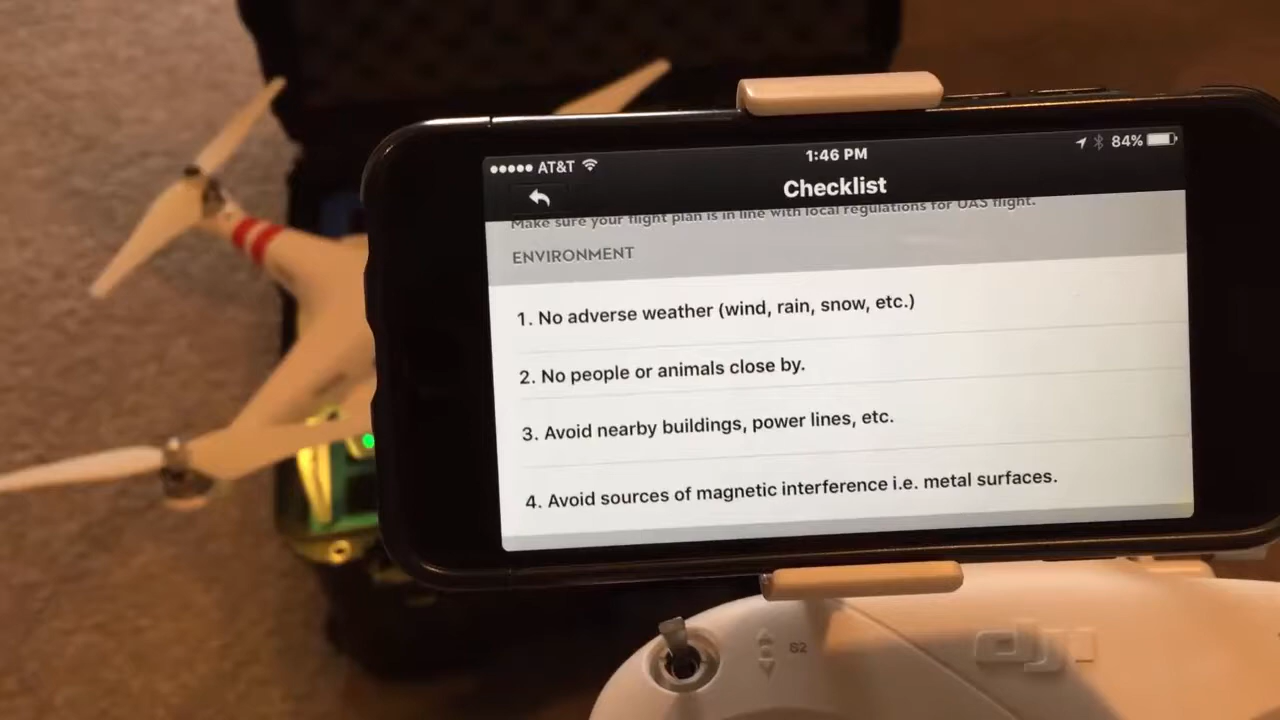 AT&T
1:46 PM
84%
Checklist
Make sure your flight plan is in line with local regulations for UAS flight.
ENVIRONMENT
1. No adverse weather (wind, rain, snow, etc.)
2. No people or animals close by.
3. Avoid nearby buildings, power lines, etc.
4. Avoid sources of magnetic interference i.e. metal surfaces.
S2
dji